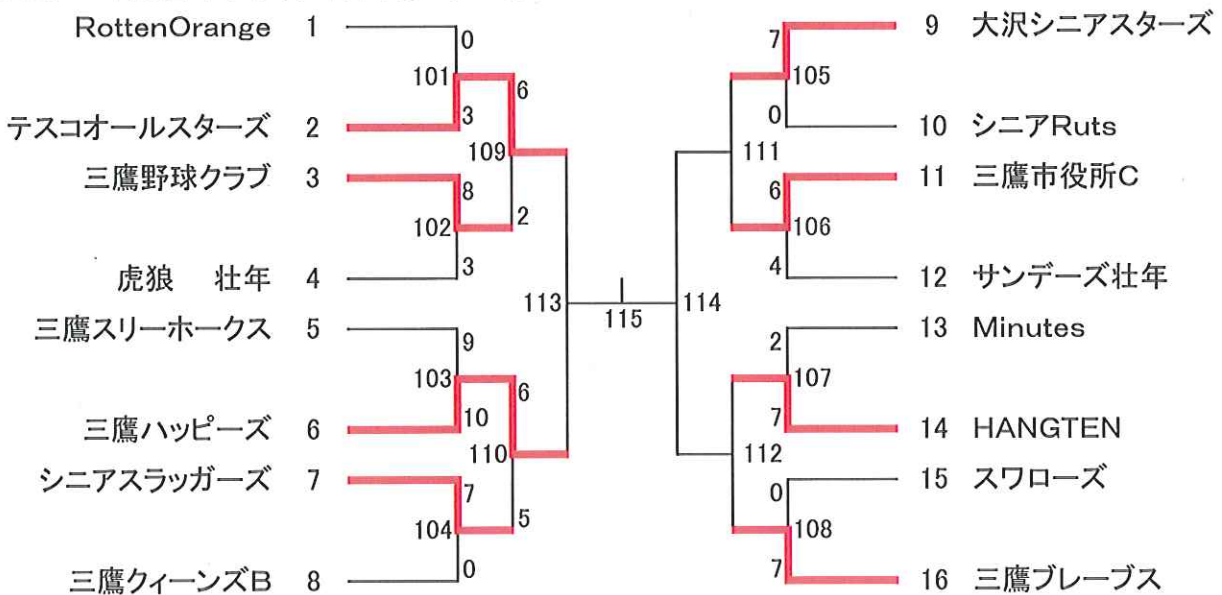 RottenOrange 1 0 7 9 大沢シニアスターズ
101 6 105
テスコオールスターズ 2 3 0 10 シニアRuts
109 111
三鷹野球クラブ 3 8 6 11 三鷹市役所C
102 2 106
虎狼 壮年 4 3 4 12 サンデーズ壮年
113 115 114
三鷹スリーホークス 5 9 2 13 Minutes
103 6 107
三鷹ハッピーズ 6 10 7 14 HANGTEN
110 112
シニアスラッガーズ 7 7 0 15 スワローズ
104 5 108
三鷹クィーンズB 8 0 7 16 三鷹ブレーブス